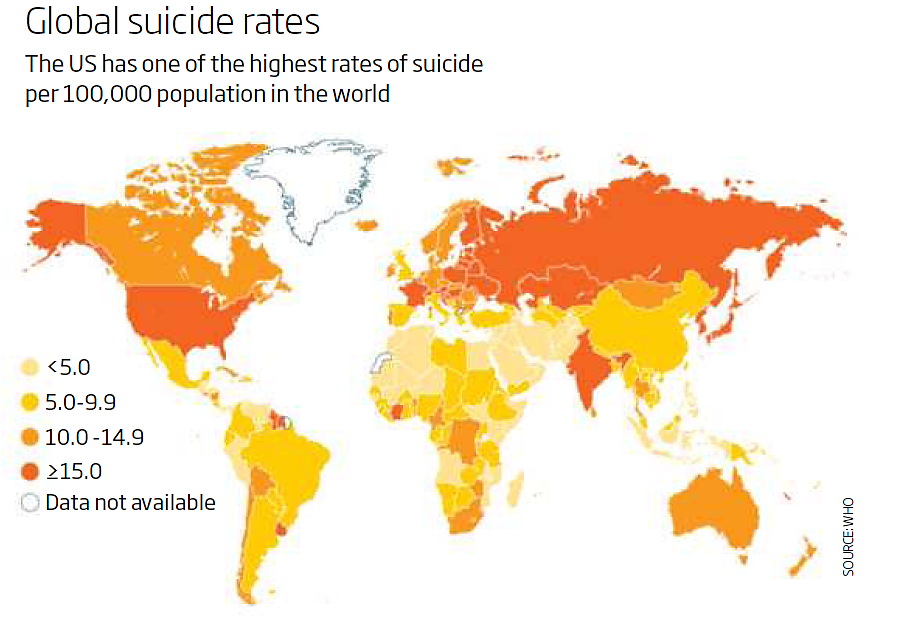 Global suicide rates
The US has one of the highest rates of suicide
per 100,000 population in the world
<5.0
5.0-9.9
10.0 -14.9
≥15.0
Data not available
SOURCE: WHO